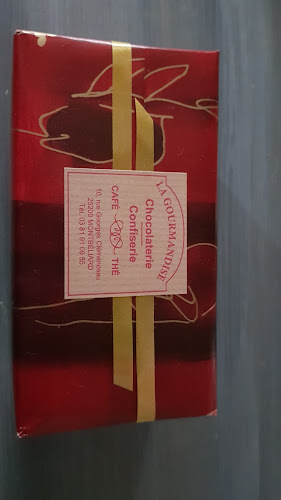 LA GOURMANDISE
Chocolaterie
Confiserie
CAFÉ THÉ
10, rue Georges Clémenceau
25200 MONTBÉLIARD
Tél. 03 81 91 09 55